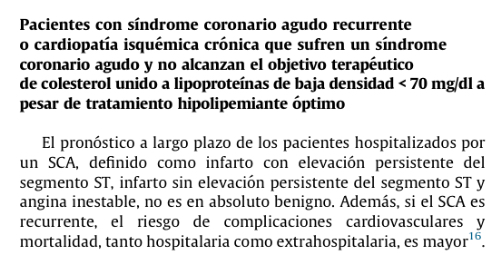 Pacientes con síndrome coronario agudo recurrente
o cardiopatía isquémica crónica que sufren un síndrome
coronario agudo y no alcanzan el objetivo terapéutico
de colesterol unido a lipoproteínas de baja densidad < 70 mg/dl a
pesar de tratamiento hipolipemiante óptimo
El pronóstico a largo plazo de los pacientes hospitalizados por
un SCA, definido como infarto con elevación persistente del
segmento ST, infarto sin elevación persistente del segmento ST y
angina inestable, no es en absoluto benigno. Además, si el SCA es
recurrente, el riesgo de complicaciones cardiovasculares y
mortalidad, tanto hospitalaria como extrahospitalaria, es mayor16.